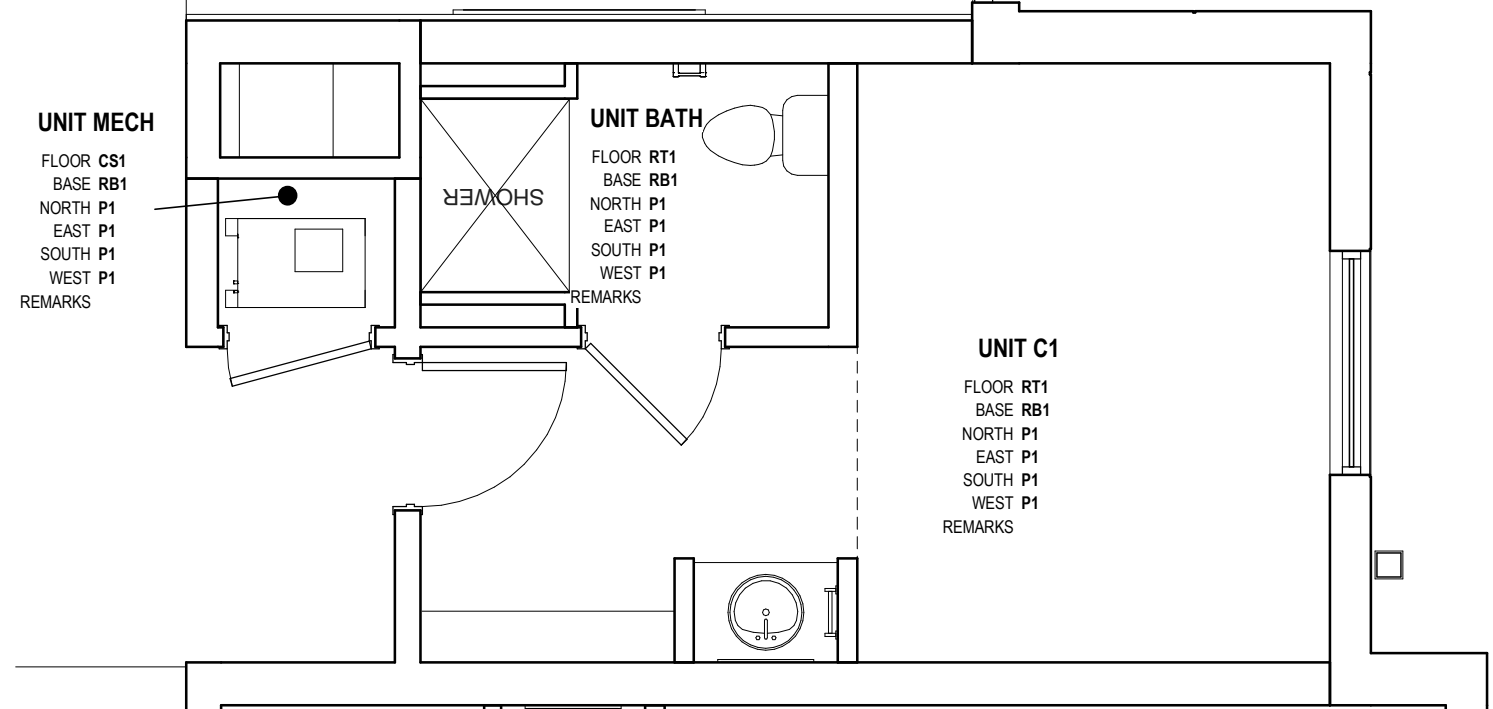 UNIT MECH
FLOOR CS1
BASE RB1
NORTH P1
EAST P1
SOUTH P1
WEST P1
REMARKS
SHOWER
UNIT BATH
FLOOR RT1
BASE RB1
NORTH P1
EAST P1
SOUTH P1
WEST P1
REMARKS
UNIT C1
FLOOR RT1
BASE RB1
NORTH P1
EAST P1
SOUTH P1
WEST P1
REMARKS